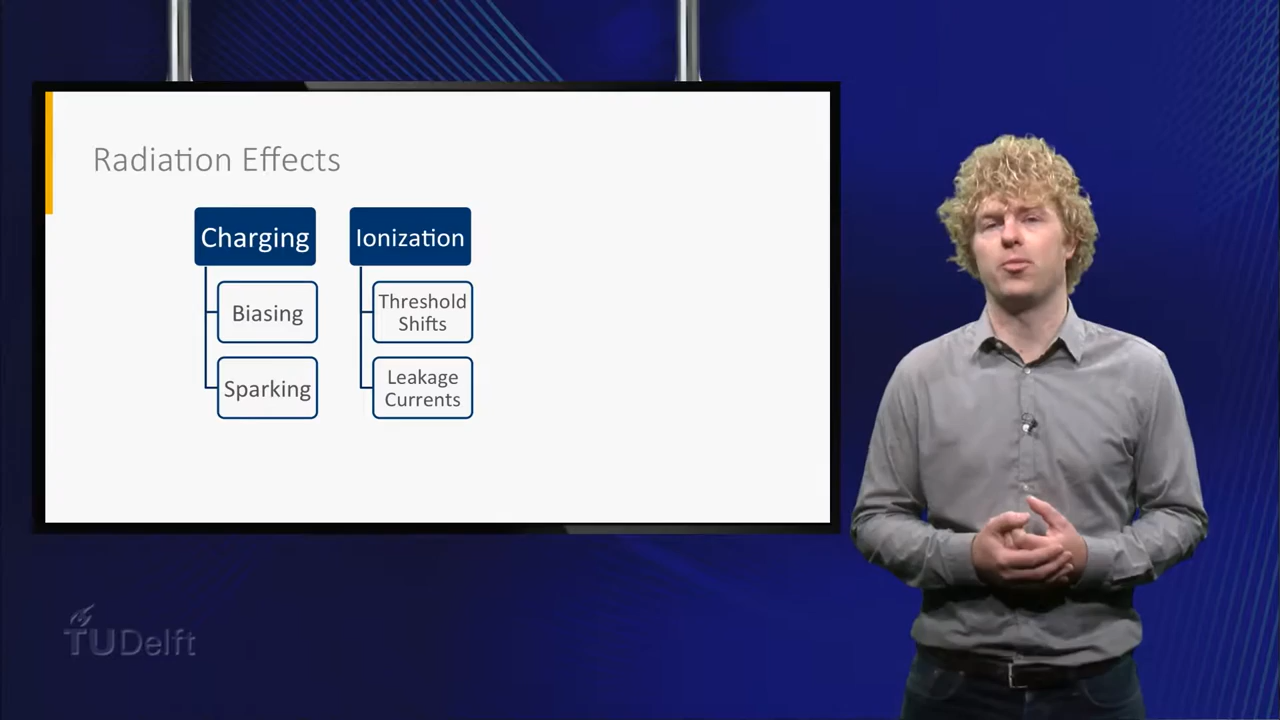 Radiation Effects
Charging
Biasing
Sparking
Ionization
Threshold
Shifts
Leakage
Currents
TUDelft